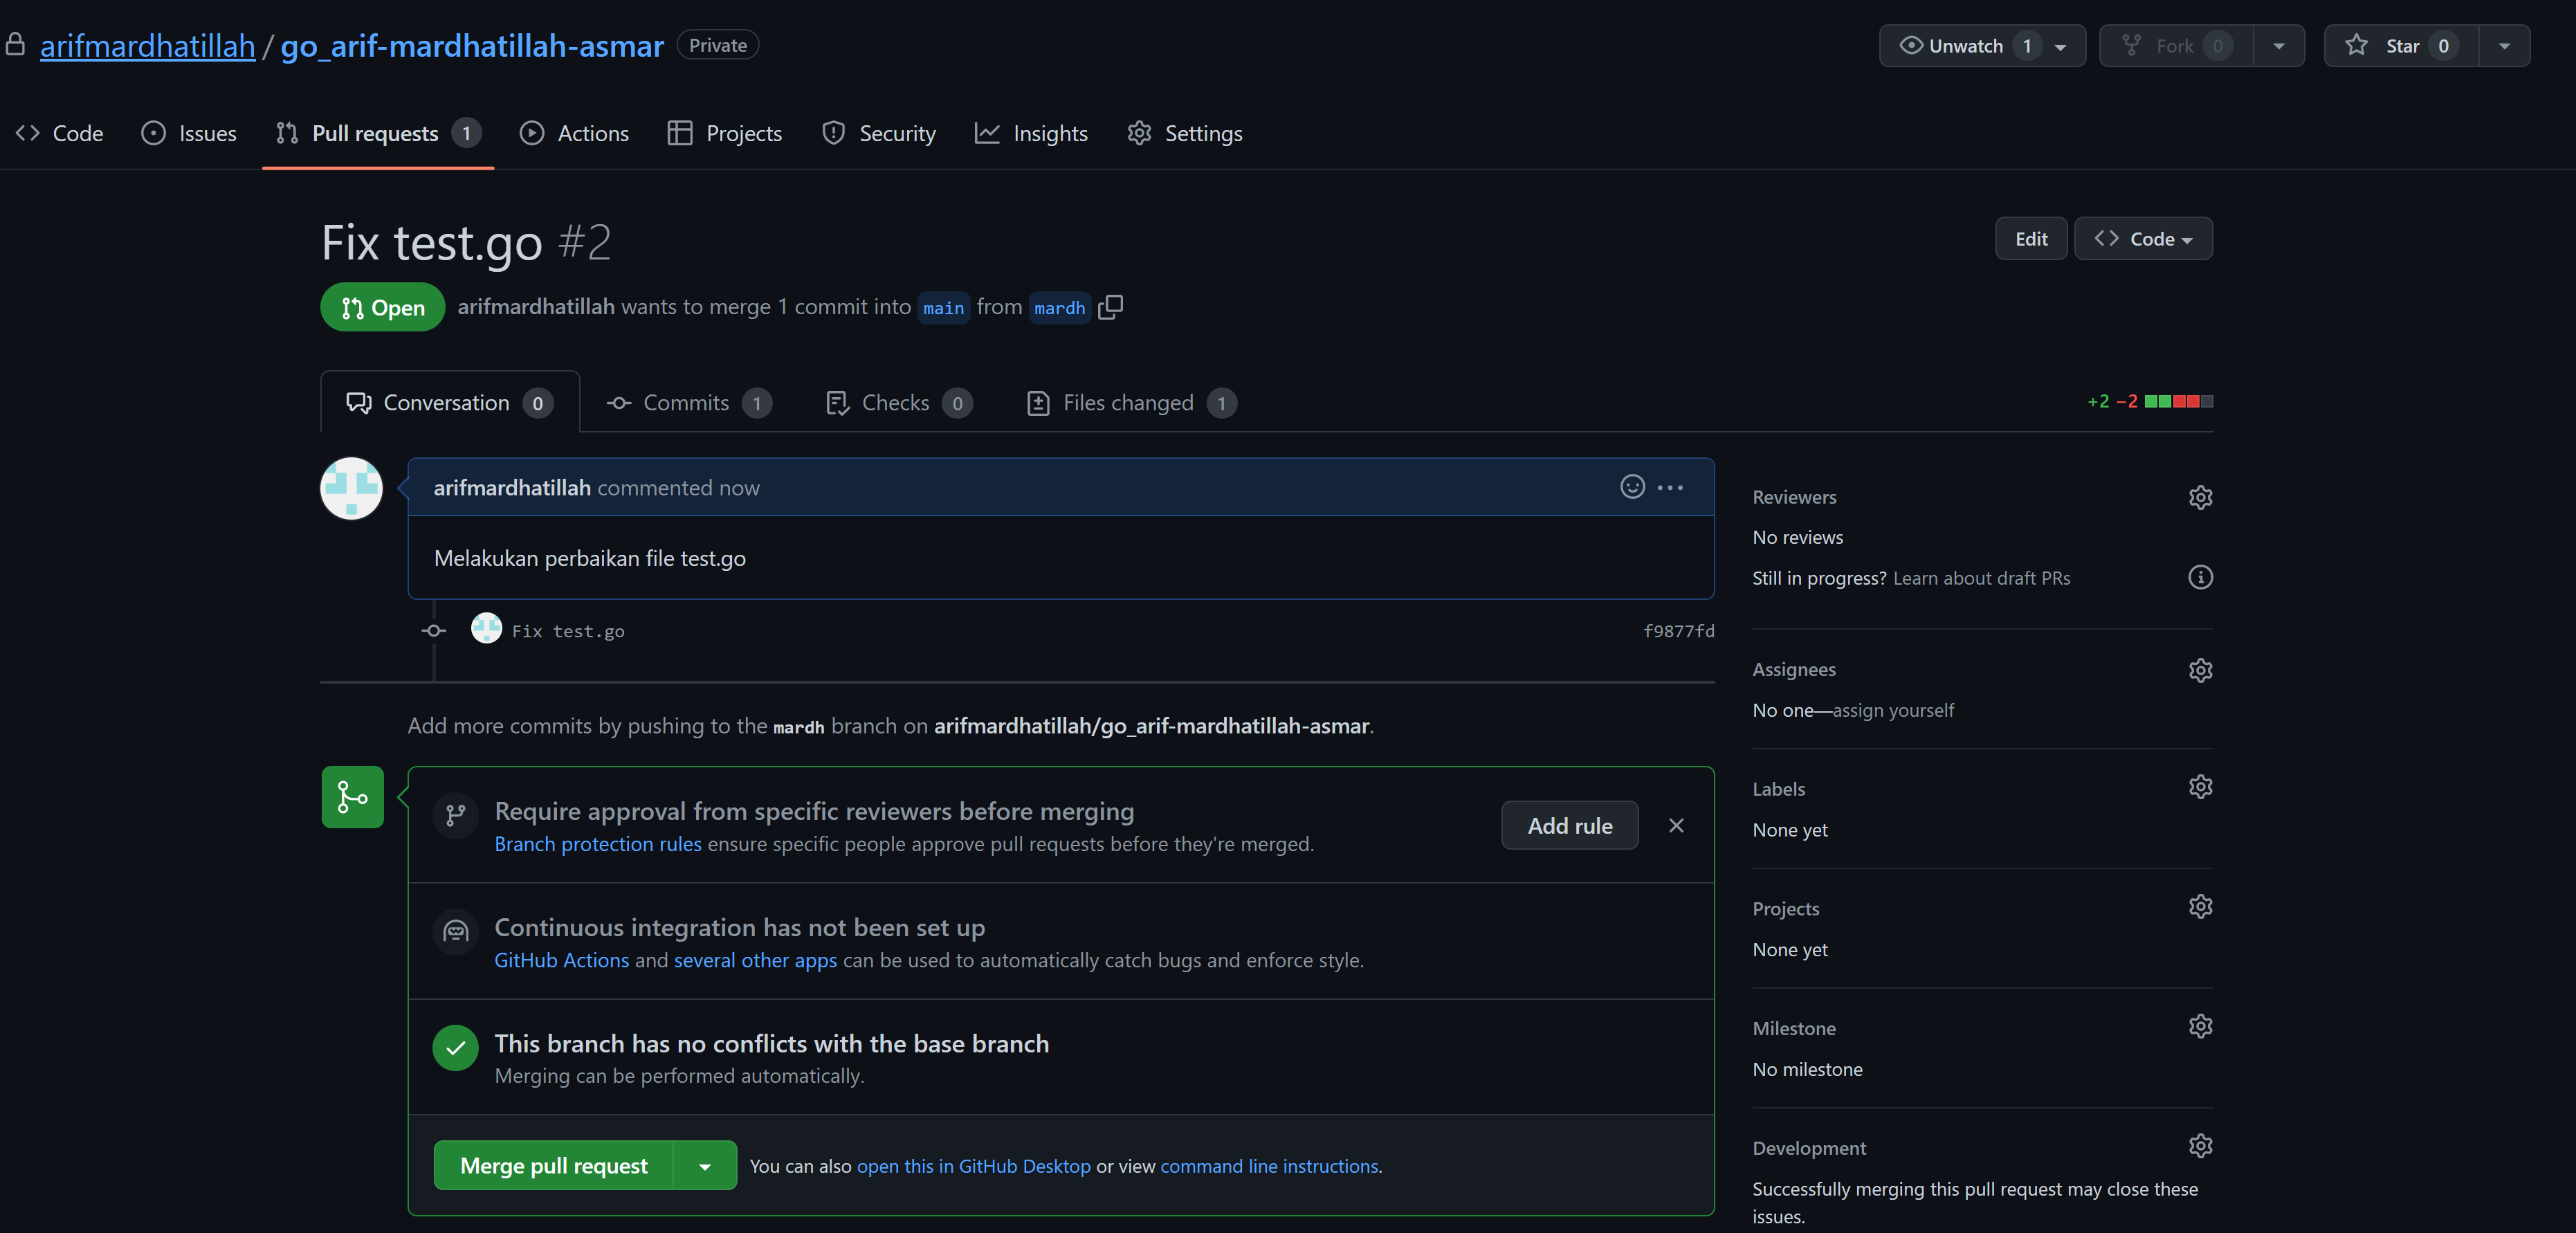 arifmardhatillah / go_arif-mardhatillah-asmar Private
Unwatch 1 Fork 0 Star 0
Code Issues Pull requests 1 Actions Projects Security Insights Settings
Fix test.go #2
Edit Code
Open arifmardhatillah wants to merge 1 commit into main from mardh
Conversation 0 Commits 1 Checks 0 Files changed 1
+2 −2
arifmardhatillah commented now
Melakukan perbaikan file test.go
Fix test.go f9877fd
Add more commits by pushing to the mardh branch on arifmardhatillah/go_arif-mardhatillah-asmar.
Require approval from specific reviewers before merging
Branch protection rules ensure specific people approve pull requests before they're merged.
Add rule
Continuous integration has not been set up
GitHub Actions and several other apps can be used to automatically catch bugs and enforce style.
This branch has no conflicts with the base branch
Merging can be performed automatically.
Merge pull request You can also open this in GitHub Desktop or view command line instructions.
Reviewers
No reviews
Still in progress? Learn about draft PRs
Assignees
No one—assign yourself
Labels
None yet
Projects
None yet
Milestone
No milestone
Development
Successfully merging this pull request may close these
issues.